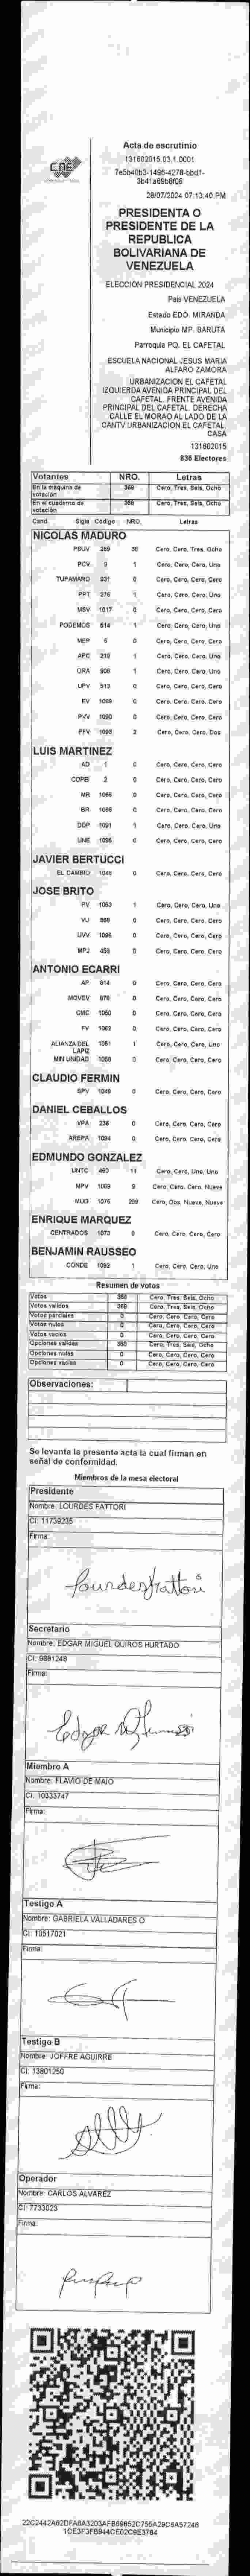 CNE
Acta de escrutinio
131602015.03.1.0001
3b41a69b8f08
28/07/2024 07:13:40 PM
PRESIDENTA O
PRESIDENTE DE LA
REPUBLICA
BOLIVARIANA DE
VENEZUELA
ELECCIÓN PRESIDENCIAL 2024
País VENEZUELA
Estado EDO. MIRANDA
Municipio MP. BARUTA
Parroquia PQ. EL CAFETAL
ESCUELA NACIONAL JESUS MARIA
ALFARO ZAMORA
URBANIZACION EL CAFETAL
IZQUIERDA AVENIDA PRINCIPAL DEL
CAFETAL. FRENTE AVENIDA
PRINCIPAL DEL CAFETAL. DERECHA
CALLE EL MORAO AL LADO DE LA
CANTV URBANIZACION EL CAFETAL
CASA
131602015
836 Electores
Votantes NRO. Letras
En la máquina de votación 368 Cero, Tres, Seis, Ocho
En el cuaderno de votación 368 Cero, Tres, Seis, Ocho
Cand. Sigla Código NRO. Letras
NICOLAS MADURO
PSUV 269 38 Cero, Cero, Tres, Ocho
PCV 9 1 Cero, Cero, Cero, Uno
TUPAMARO 931 0 Cero, Cero, Cero, Cero
PPT 276 1 Cero, Cero, Cero, Uno
MSV 1017 0 Cero, Cero, Cero, Cero
PODEMOS 514 1 Cero, Cero, Cero, Uno
MEP 6 0 Cero, Cero, Cero, Cero
APC 218 1 Cero, Cero, Cero, Uno
ORA 906 1 Cero, Cero, Cero, Uno
UPV 513 0 Cero, Cero, Cero, Cero
EV 1089 0 Cero, Cero, Cero, Cero
PVV 1090 0 Cero, Cero, Cero, Cero
PFV 1093 2 Cero, Cero, Cero, Dos
LUIS MARTINEZ
AD 1 0 Cero, Cero, Cero, Cero
COPEI 2 0 Cero, Cero, Cero, Cero
MR 0 Cero, Cero, Cero, Cero
BR 0 Cero, Cero, Cero, Cero
DDP 1091 1 Cero, Cero, Cero, Uno
UNE 0 Cero, Cero, Cero, Cero
JAVIER BERTUCCI
EL CAMBIO 1048 0 Cero, Cero, Cero, Cero
JOSE BRITO
PV 1053 1 Cero, Cero, Cero, Uno
VU 868 0 Cero, Cero, Cero, Cero
UVV 0 Cero, Cero, Cero, Cero
MPJ 456 0 Cero, Cero, Cero, Cero
ANTONIO ECARRI
AP 814 0 Cero, Cero, Cero, Cero
MOVEV 870 0 Cero, Cero, Cero, Cero
CMC 1050 0 Cero, Cero, Cero, Cero
FV 1062 0 Cero, Cero, Cero, Cero
ALIANZA DEL LAPIZ 1051 1 Cero, Cero, Cero, Uno
MIN UNIDAD 1058 0 Cero, Cero, Cero, Cero
CLAUDIO FERMIN
SPV 1049 0 Cero, Cero, Cero, Cero
DANIEL CEBALLOS
VPA 236 0 Cero, Cero, Cero, Cero
AREPA 1094 0 Cero, Cero, Cero, Cero
EDMUNDO GONZALEZ
UNTC 460 11 Cero, Cero, Uno, Uno
MPV 1069 9 Cero, Cero, Cero, Nueve
MUD 1076 299 Cero, Dos, Nueve, Nueve
ENRIQUE MARQUEZ
CENTRADOS 1073 0 Cero, Cero, Cero, Cero
BENJAMIN RAUSSEO
CONDE 1092 1 Cero, Cero, Cero, Uno
Resumen de votos
Votos 368 Cero, Tres, Seis, Ocho
Votos validos 368 Cero, Tres, Seis, Ocho
Votos parciales 0 Cero, Cero, Cero, Cero
Votos nulos 0 Cero, Cero, Cero, Cero
Votos vacíos 0 Cero, Cero, Cero, Cero
Opciones validas 368 Cero, Tres, Seis, Ocho
Opciones nulas 0 Cero, Cero, Cero, Cero
Opciones vacías 0 Cero, Cero, Cero, Cero
Observaciones:
Se levanta la presente acta la cual firman en
señal de conformidad.
Miembros de la mesa electoral
Presidente
Nombre: LOURDES FATTORI
CI: 11739235
Firma:
Lourdes Fattori
Secretario
Nombre: EDGAR MIGUEL QUIROS HURTADO
CI: 9881248
Firma:
Miembro A
Nombre: FLAVIO DE MAIO
CI: 10333747
Firma:
Testigo A
Nombre: GABRIELA VALLADARES O
CI: 10517021
Firma:
Testigo B
Nombre: JOFFRE AGUIRRE
CI: 13801250
Firma:
Operador
Nombre: CARLOS ALVAREZ
CI: 7733023
Firma: